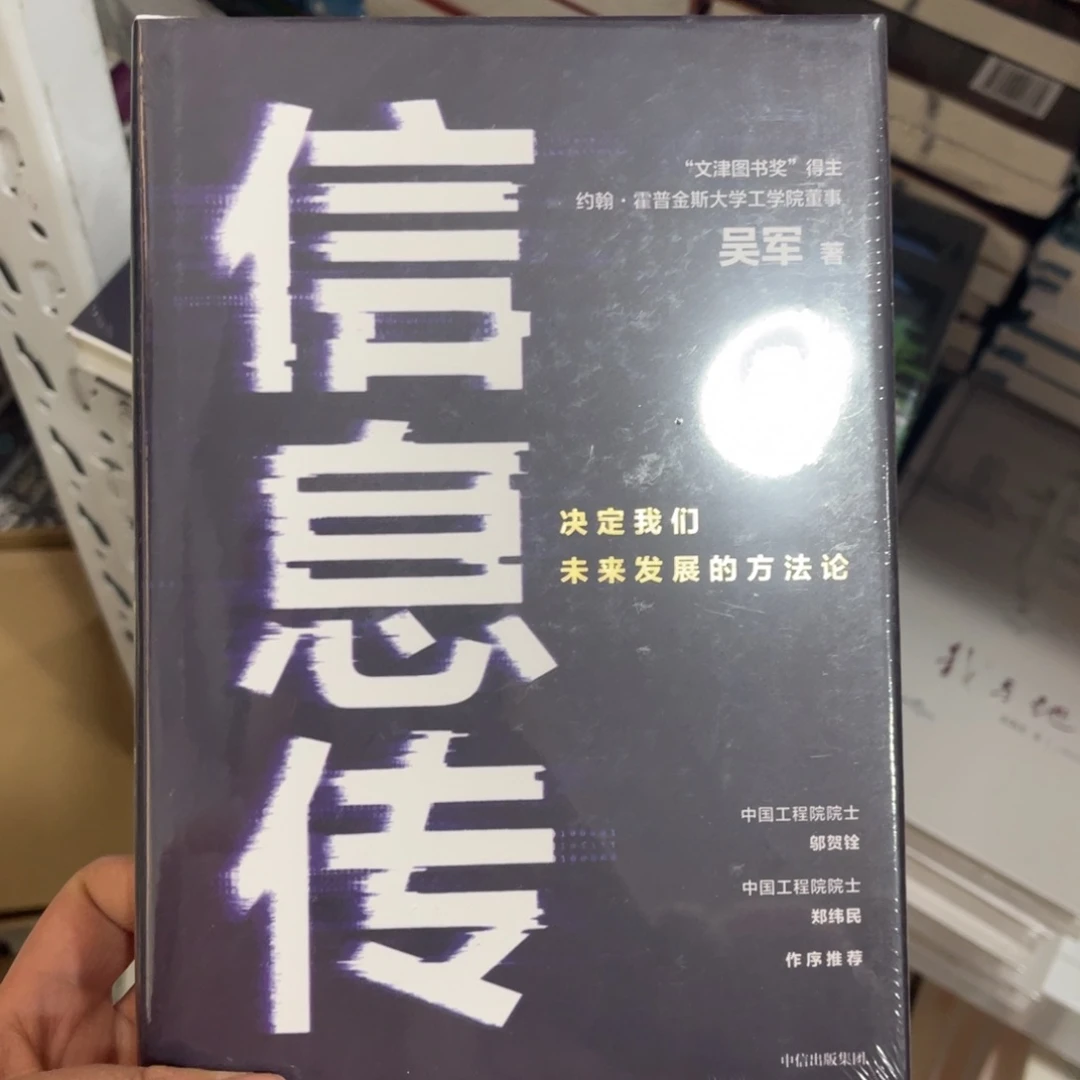 信息传
“文津图书奖”得主
约翰·霍普金斯大学工学院董事
吴军 著
决定我们
未来发展的方法论
中国工程院院士
邬贺铨
中国工程院院士
郑纬民
作序推荐
中信出版集团